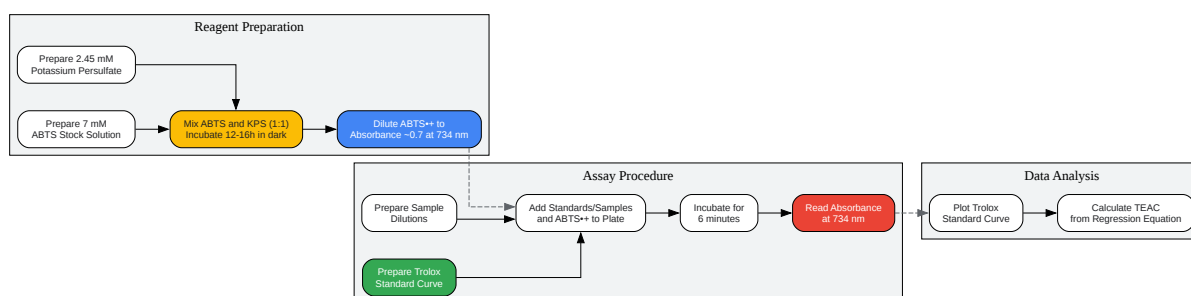 Reagent Preparation
Prepare 2.45 mM
Potassium Persulfate
Prepare 7 mM
ABTS Stock Solution
Mix ABTS and KPS (1:1)
Incubate 12-16h in dark
Dilute ABTS•+ to
Absorbance ~0.7 at 734 nm
Assay Procedure
Prepare Sample
Dilutions
Add Standards/Samples
and ABTS•+ to Plate
Incubate for
6 minutes
Read Absorbance
at 734 nm
Prepare Trolox
Standard Curve
Data Analysis
Plot Trolox
Standard Curve
Calculate TEAC
from Regression Equation